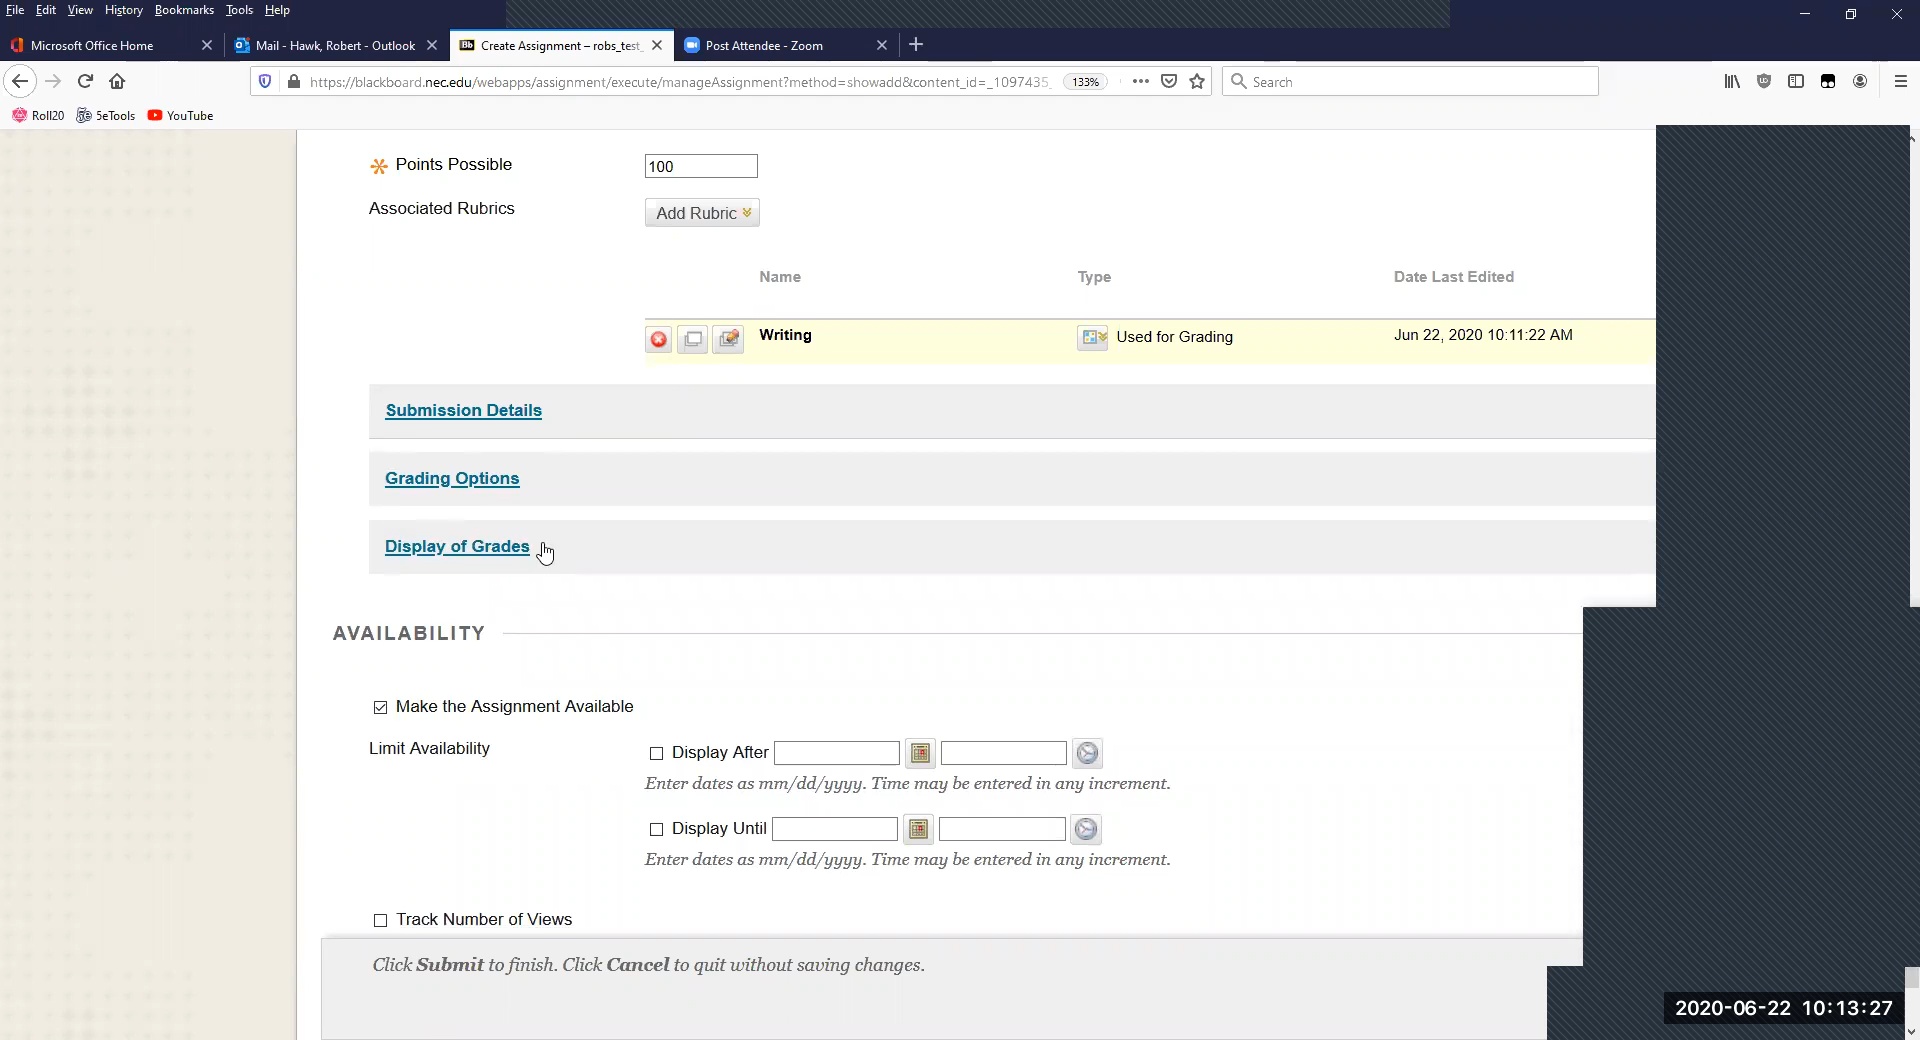 File Edit View History Bookmarks Tools Help
Microsoft Office Home Mail - Hawk, Robert - Outlook Create Assignment – robs_test_ Post Attendee - Zoom
https://blackboard.nec.edu/webapps/assignment/execute/manageAssignment?method=showadd&content_id=_1097435_ 133% Search
Roll20 5eTools YouTube
Points Possible 100
Associated Rubrics Add Rubric
Name Type Date Last Edited
Writing Used for Grading Jun 22, 2020 10:11:22 AM
Submission Details
Grading Options
Display of Grades
AVAILABILITY
Make the Assignment Available
Limit Availability Display After
Enter dates as mm/dd/yyyy. Time may be entered in any increment.
Display Until
Enter dates as mm/dd/yyyy. Time may be entered in any increment.
Track Number of Views
Click Submit to finish. Click Cancel to quit without saving changes.
2020-06-22 10:13:27